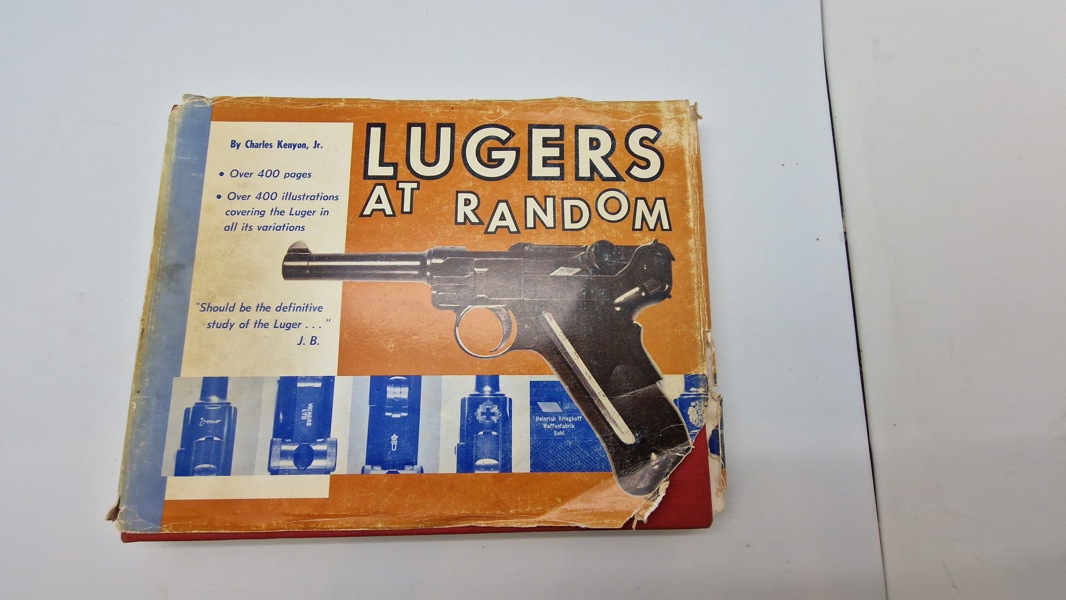 By Charles Kenyon, Jr.
• Over 400 pages
• Over 400 illustrations
covering the Luger in
all its variations
"Should be the definitive
study of the Luger . . ."
J. B.
LUGERS
AT RANDOM
VICKERS
LTD
Heinrich Krieghoff
Waffenfabrik
Suhl